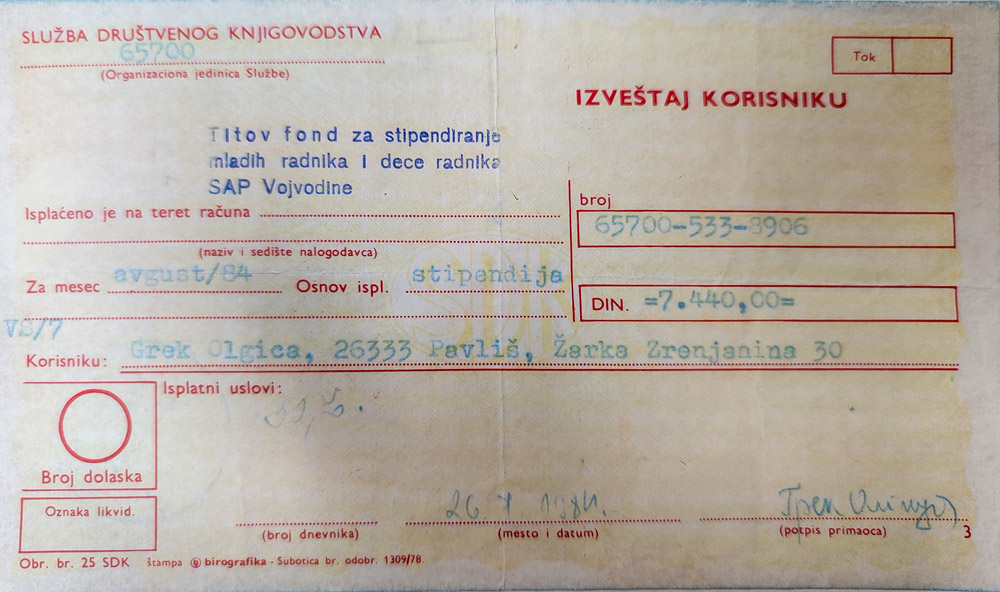 SLUŽBA DRUŠTVENOG KNJIGOVODSTVA
65700
(Organizaciona jedinica Službe)
Tok
IZVEŠTAJ KORISNIKU
Titov fond za stipendiranje
mladih radnika i dece radnika
SAP Vojvodine
Isplaćeno je na teret računa
broj
65700-533-8906
(naziv i sedište nalogodavca)
Za mesec avgust/84 Osnov ispl. stipendija
DIN. =7.440,00=
VS/7
Korisniku: Grek Olgica, 26333 Pavliš, Žarka Zrenjanina 30
Isplatni uslovi:
Broj dolaska
Oznaka likvid.
1984.
Грек
(broj dnevnika) (mesto i datum) (potpis primaoca) 3
Obr. br. 25 SDK štampa birografika - Subotica br. odobr. 1309/78